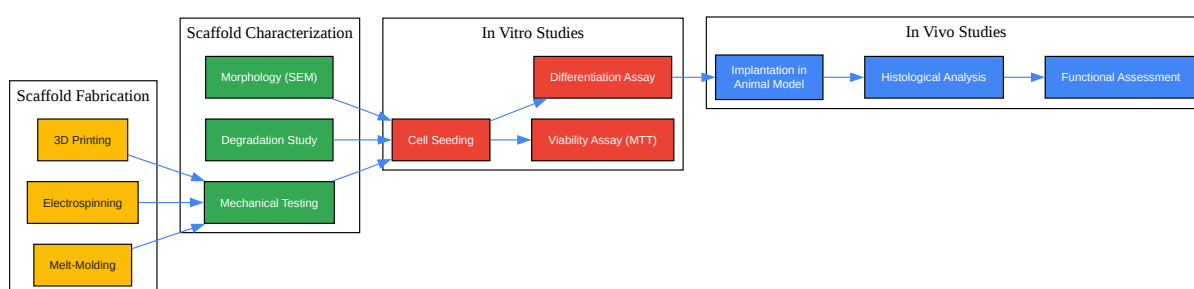 Scaffold Fabrication
3D Printing
Electrospinning
Melt-Molding
Scaffold Characterization
Morphology (SEM)
Degradation Study
Mechanical Testing
In Vitro Studies
Differentiation Assay
Cell Seeding
Viability Assay (MTT)
In Vivo Studies
Implantation in
Animal Model
Histological Analysis
Functional Assessment